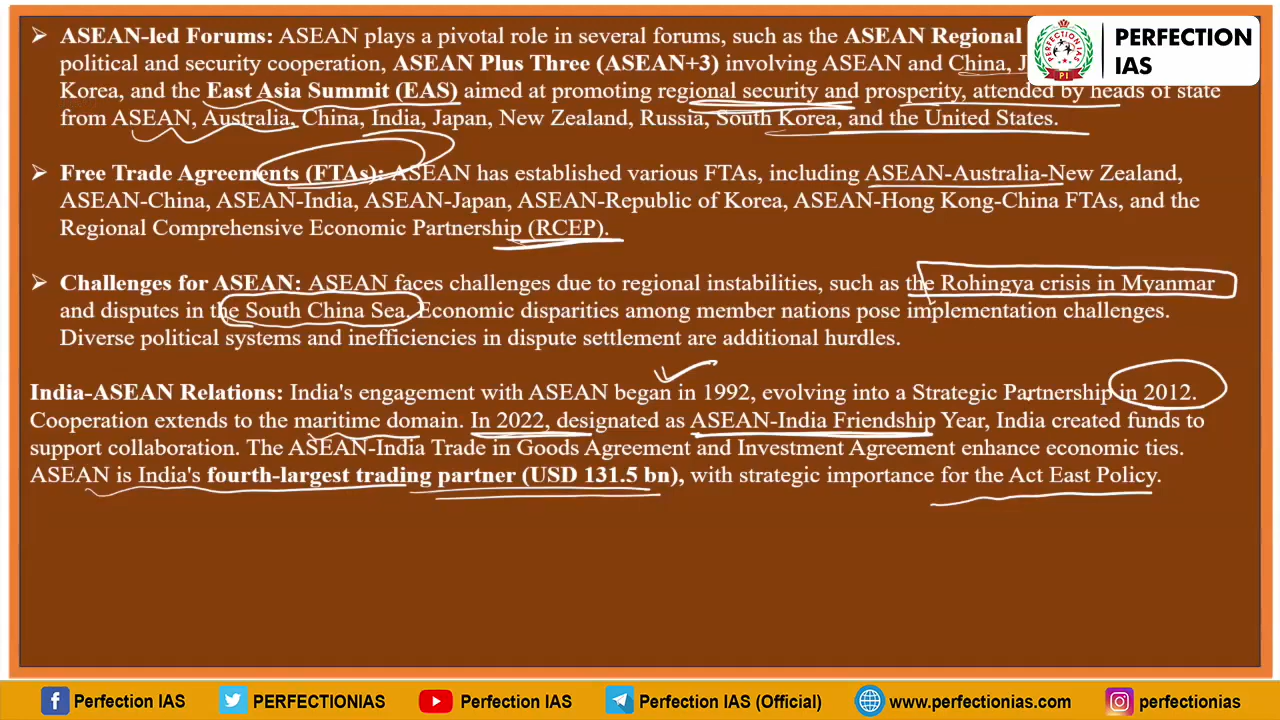 ➢ ASEAN-led Forums: ASEAN plays a pivotal role in several forums, such as the ASEAN Regional
political and security cooperation, ASEAN Plus Three (ASEAN+3) involving ASEAN and China,
Korea, and the East Asia Summit (EAS) aimed at promoting regional security and prosperity, attended by heads of state
from ASEAN, Australia, China, India, Japan, New Zealand, Russia, South Korea, and the United States.
➢ Free Trade Agreements (FTAs): ASEAN has established various FTAs, including ASEAN-Australia-New Zealand,
ASEAN-China, ASEAN-India, ASEAN-Japan, ASEAN-Republic of Korea, ASEAN-Hong Kong-China FTAs, and the
Regional Comprehensive Economic Partnership (RCEP).
➢ Challenges for ASEAN: ASEAN faces challenges due to regional instabilities, such as the Rohingya crisis in Myanmar
and disputes in the South China Sea. Economic disparities among member nations pose implementation challenges.
Diverse political systems and inefficiencies in dispute settlement are additional hurdles.
India-ASEAN Relations: India's engagement with ASEAN began in 1992, evolving into a Strategic Partnership in 2012.
Cooperation extends to the maritime domain. In 2022, designated as ASEAN-India Friendship Year, India created funds to
support collaboration. The ASEAN-India Trade in Goods Agreement and Investment Agreement enhance economic ties.
ASEAN is India's fourth-largest trading partner (USD 131.5 bn), with strategic importance for the Act East Policy.
PERFECTION
IAS
Perfection IAS PERFECTIONIAS Perfection IAS Perfection IAS (Official) www.perfectionias.com perfectionias